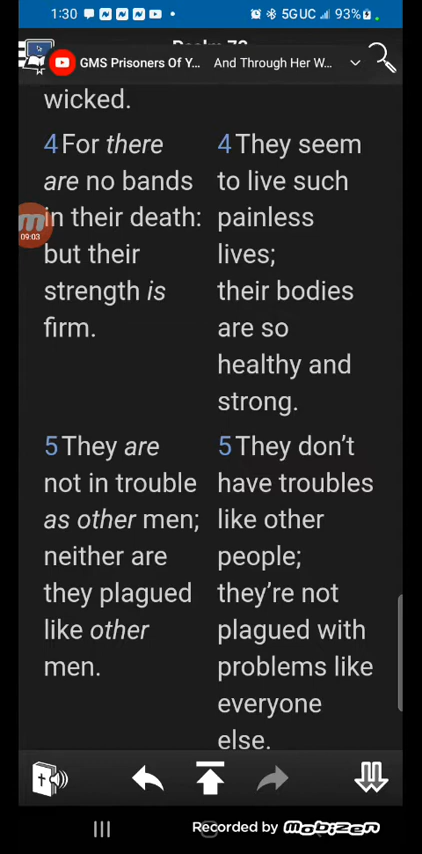 1:30 5GUC 93%
Psalm 73
GMS Prisoners Of Y... And Through Her W...
wicked.
4 For there
are no bands
in their death:
but their
strength is
firm.
4 They seem
to live such
painless
lives;
their bodies
are so
healthy and
strong.
5 They are
not in trouble
as other men;
neither are
they plagued
like other
men.
5 They don't
have troubles
like other
people;
they're not
plagued with
problems like
everyone
else.
09:03
Recorded by mobizen